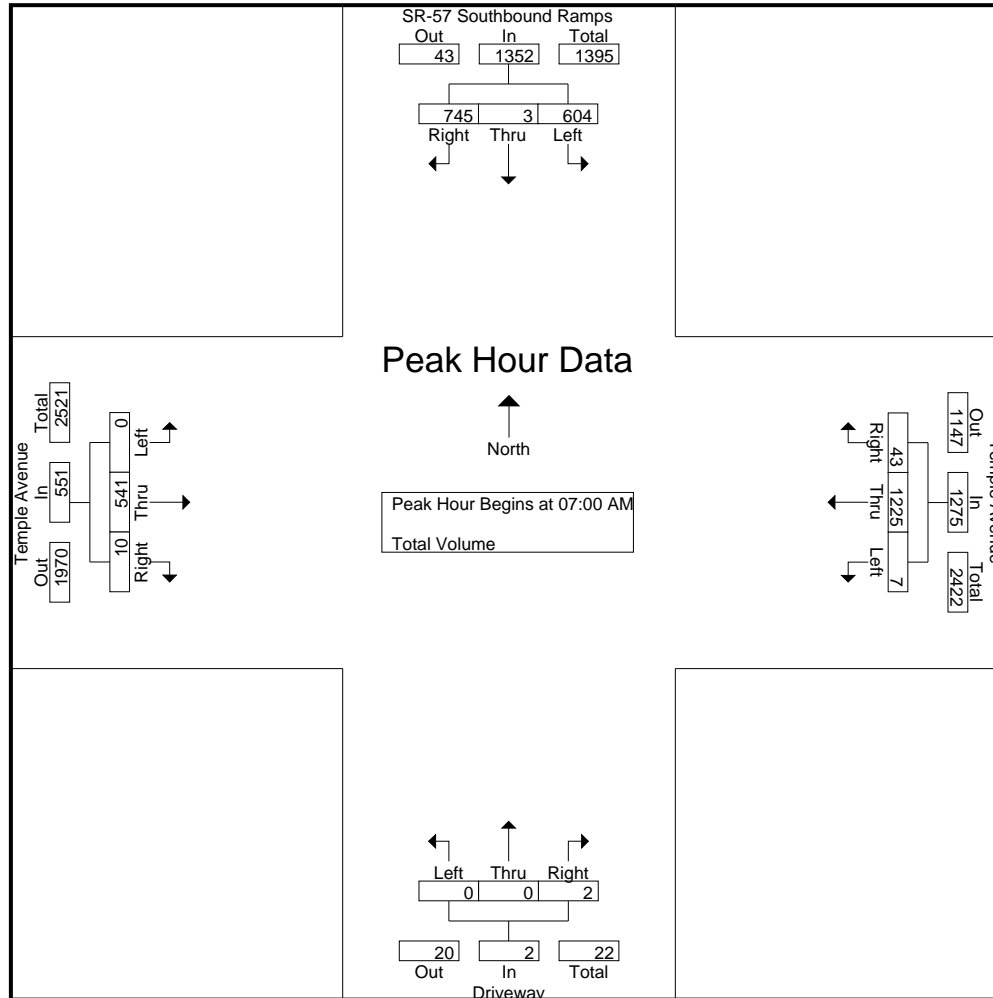 SR-57 Southbound Ramps
Out In Total
43 1352 1395
745 3 604
Right Thru Left
Peak Hour Data
North
Peak Hour Begins at 07:00 AM
Total Volume
Temple Avenue
Out In Total
1970 551 2521
Right Thru Left
10 541 0
Out In Total
1147 1275 2422
Right Thru Left
43 1225 7
Left Thru Right
0 0 2
20 2 22
Out In Total
Driveway